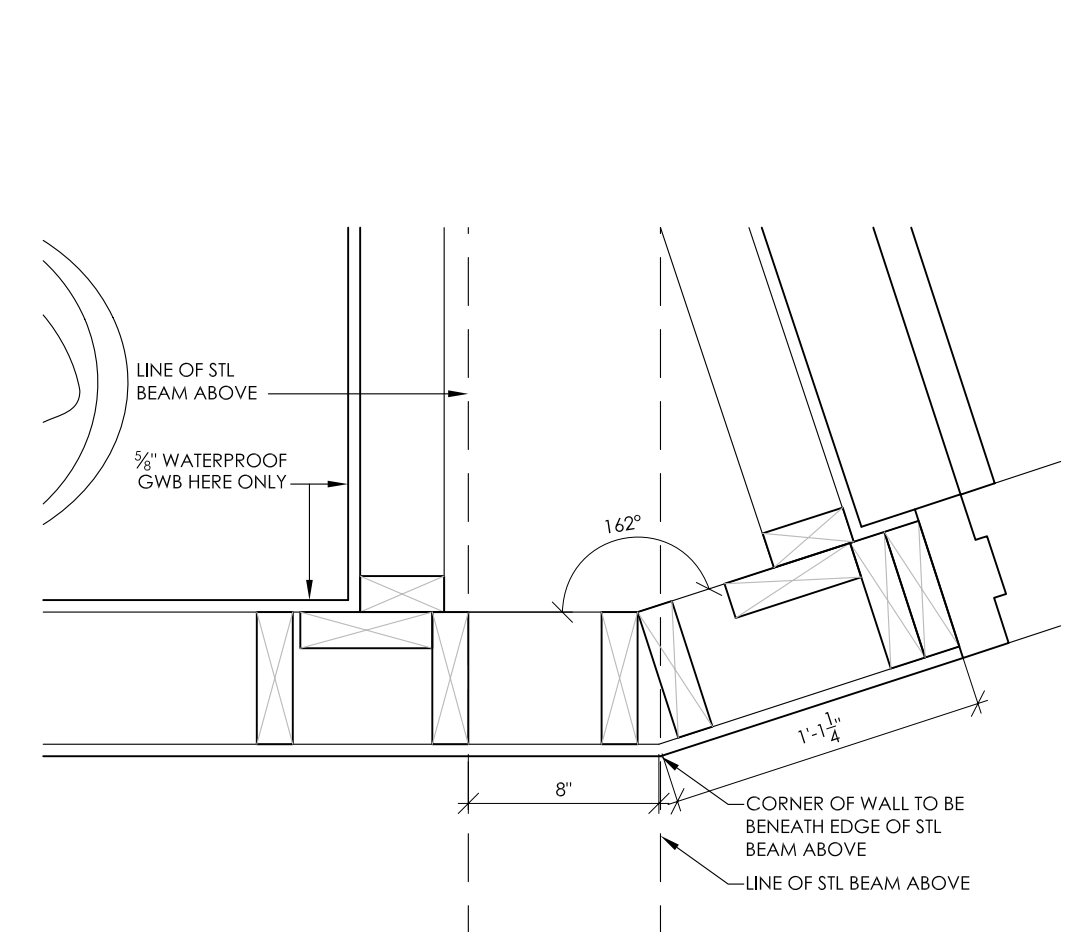 LINE OF STL
BEAM ABOVE
⅝" WATERPROOF
GWB HERE ONLY
162°
1'-1 1/4"
8"
CORNER OF WALL TO BE
BENEATH EDGE OF STL
BEAM ABOVE
LINE OF STL BEAM ABOVE